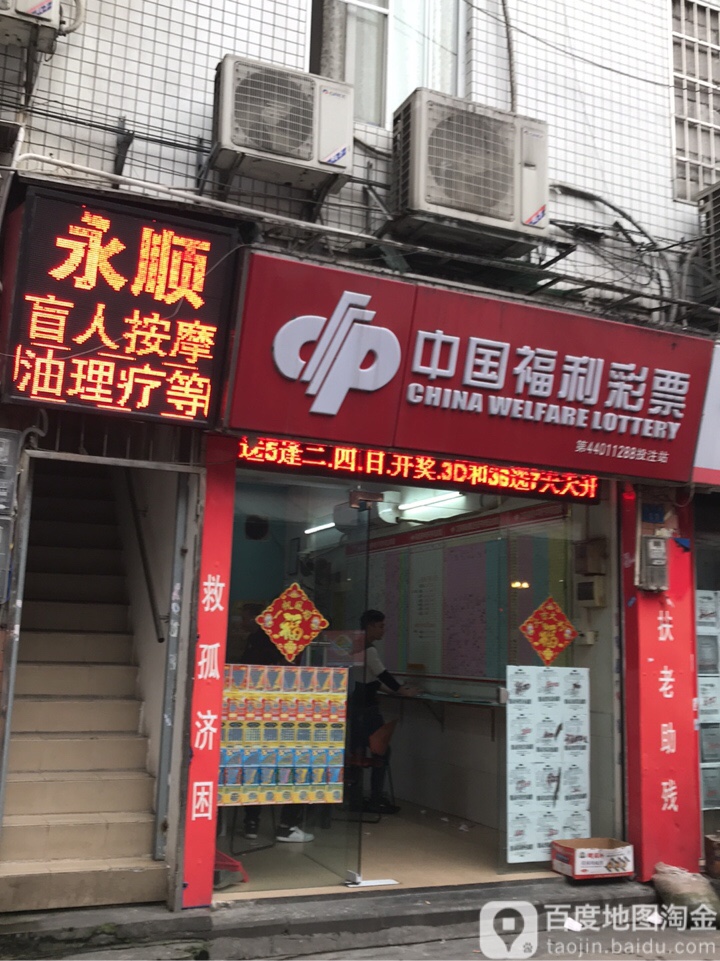 永顺
盲人按摩
油理疗等
中国福利彩票
CHINA WELFARE LOTTERY
第44011288投注站
选5逢二.四.日.开奖.3D和36选7天天开
救孤济困
福
扶老助残
百度地图淘金
taojin.baidu.com